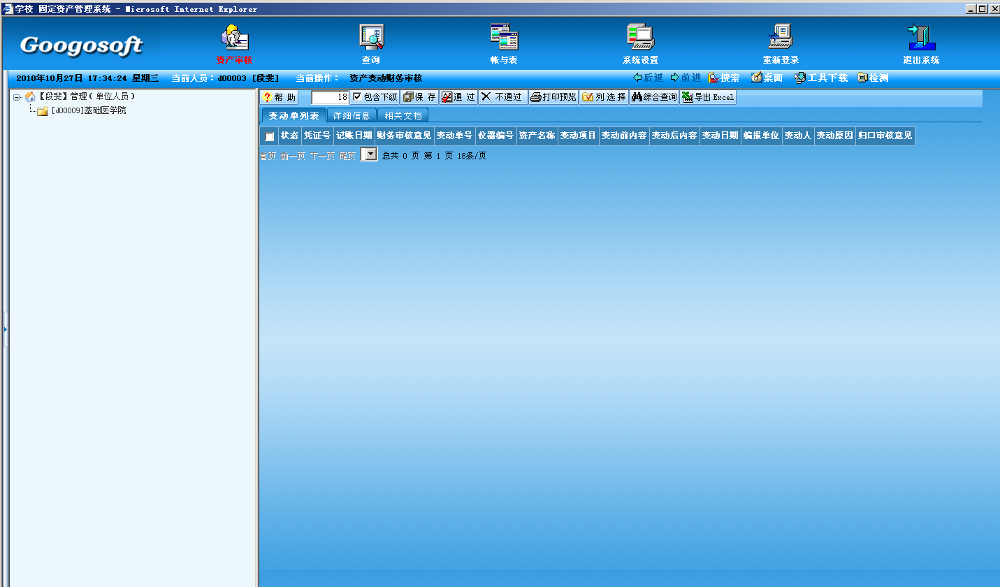 学校 固定资产管理系统 - Microsoft Internet Explorer
Googosoft
资产审核 查询 帐与表 系统设置 重新登录 退出系统
2010年10月27日 17:34:24 星期三 当前人员：d00003 [段斐] 当前操作： 资产变动财务审核 后退 前进 搜索 桌面 工具下载 检测
【段斐】管理(单位人员)
[d00009]基础医学院
帮 助 18 包含下级 保 存 通 过 不通过 打印预览 列 选 择 综合查询 导出 Excel
变动单列表 详细信息 相关文档
状态 凭证号 记账日期 财务审核意见 变动单号 仪器编号 资产名称 变动项目 变动前内容 变动后内容 变动日期 编报单位 变动人 变动原因 归口审核意见
首页 前一页 下一页 尾页 总共 0 页 第 1 页 18条/页